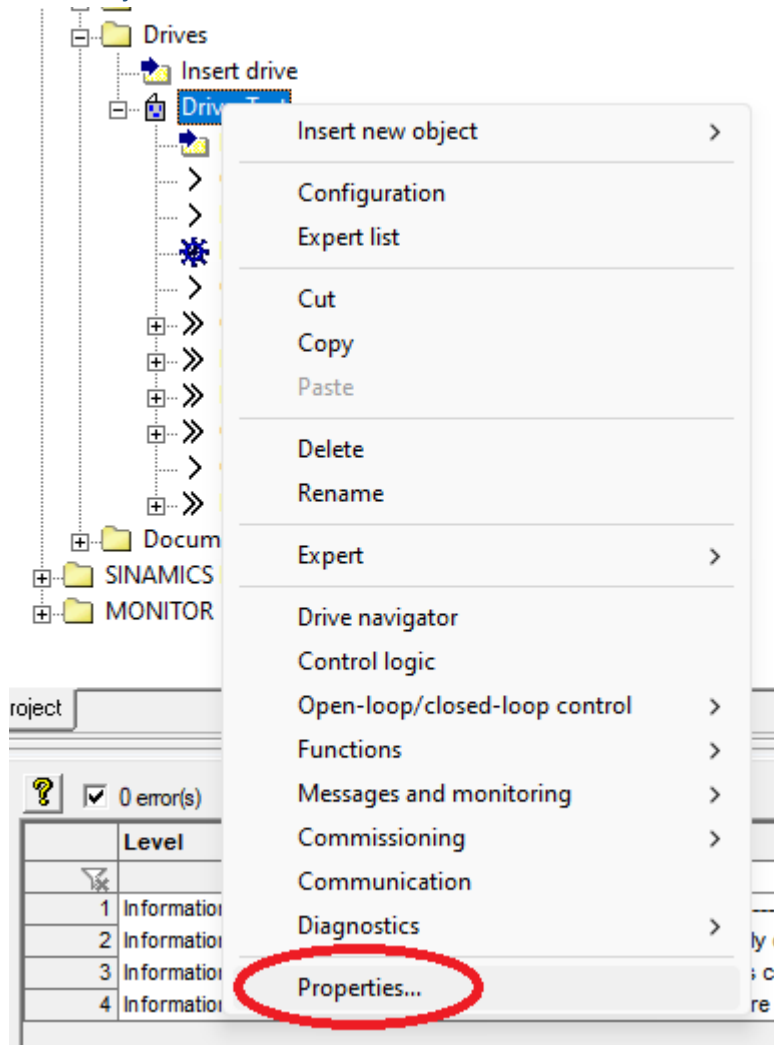 Drives
Insert drive
Insert new object
Configuration
Expert list
Cut
Copy
Paste
Delete
Rename
Expert
SINAMICS
MONITOR
Drive navigator
Control logic
Open-loop/closed-loop control
Functions
Messages and monitoring
Commissioning
Communication
Diagnostics
Properties...
roject
0 error(s)
Level
1 Information
2 Information
3 Information
4 Information